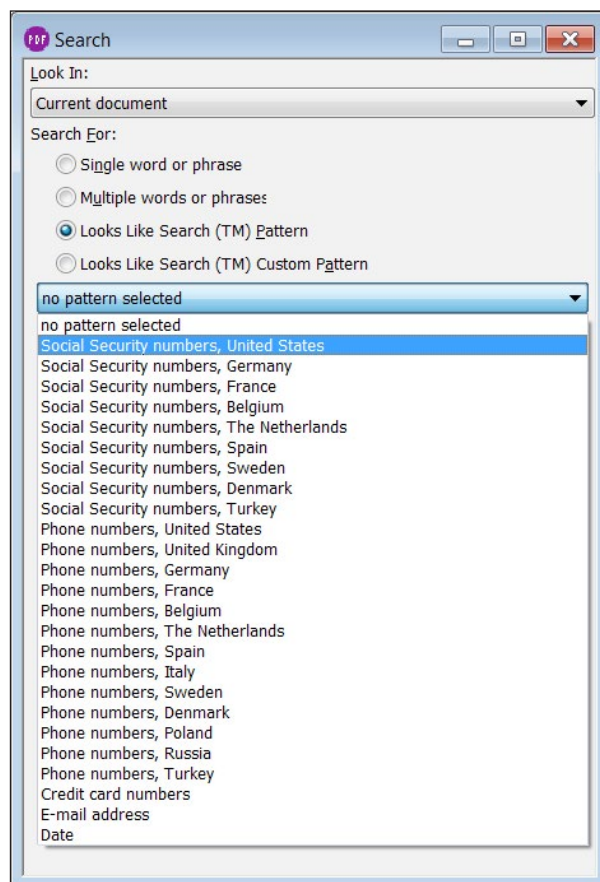 PDF Search
Look In:
Current document
Search For:
Single word or phrase
Multiple words or phrases
Looks Like Search (TM) Pattern
Looks Like Search (TM) Custom Pattern
no pattern selected
no pattern selected
Social Security numbers, United States
Social Security numbers, Germany
Social Security numbers, France
Social Security numbers, Belgium
Social Security numbers, The Netherlands
Social Security numbers, Spain
Social Security numbers, Sweden
Social Security numbers, Denmark
Social Security numbers, Turkey
Phone numbers, United States
Phone numbers, United Kingdom
Phone numbers, Germany
Phone numbers, France
Phone numbers, Belgium
Phone numbers, The Netherlands
Phone numbers, Spain
Phone numbers, Italy
Phone numbers, Sweden
Phone numbers, Denmark
Phone numbers, Poland
Phone numbers, Russia
Phone numbers, Turkey
Credit card numbers
E-mail address
Date